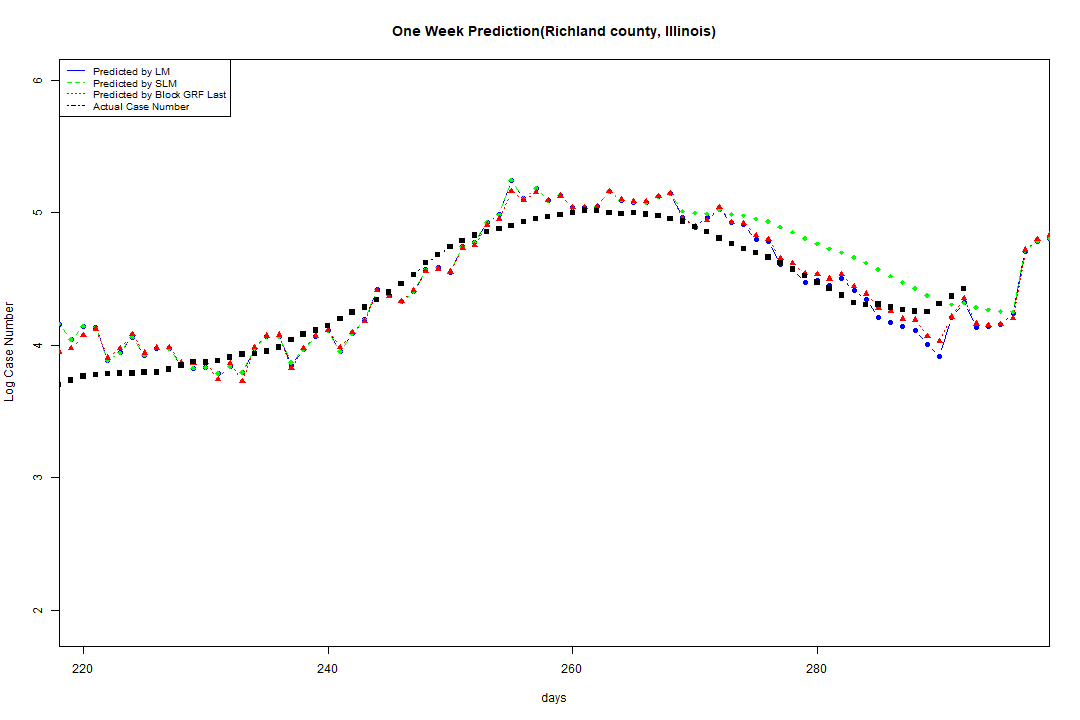 One Week Prediction(Richland county, Illinois)
Predicted by LM
Predicted by SLM
Predicted by Block GRF Last
Actual Case Number
6
5
4
3
2
Log Case Number
220
240
260
280
days